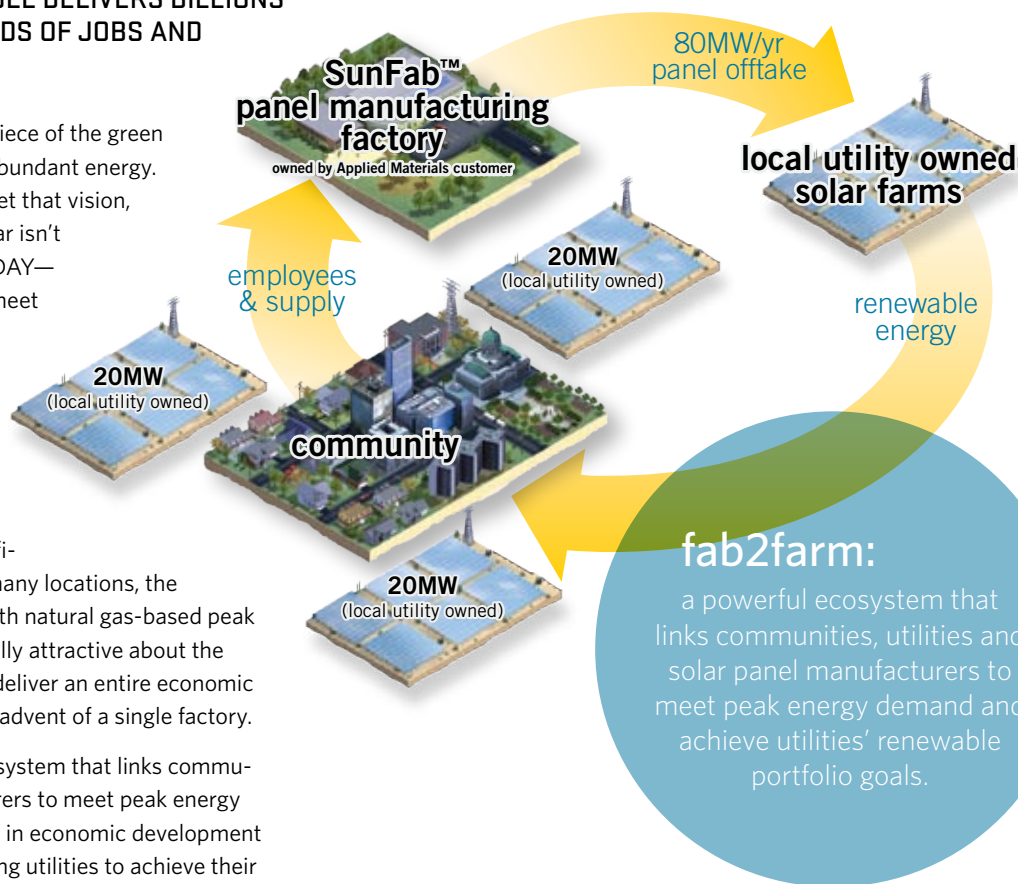 DELIVERS BILLIONS
DS OF JOBS AND
iece of the green
bundant energy.
et that vision,
ar isn't
DAY—
neet
fi-
many locations, the
th natural gas-based peak
lly attractive about the
deliver an entire economic
advent of a single factory.
system that links commu-
rers to meet peak energy
in economic development
ng utilities to achieve their
SunFab™
panel manufacturing
factory
owned by Applied Materials customer
80MW/yr
panel offtake
local utility owned
solar farms
employees
& supply
20MW
(local utility owned)
renewable
energy
20MW
(local utility owned)
community
20MW
(local utility owned)
fab2farm:
a powerful ecosystem that
links communities, utilities and
solar panel manufacturers to
meet peak energy demand and
achieve utilities' renewable
portfolio goals.